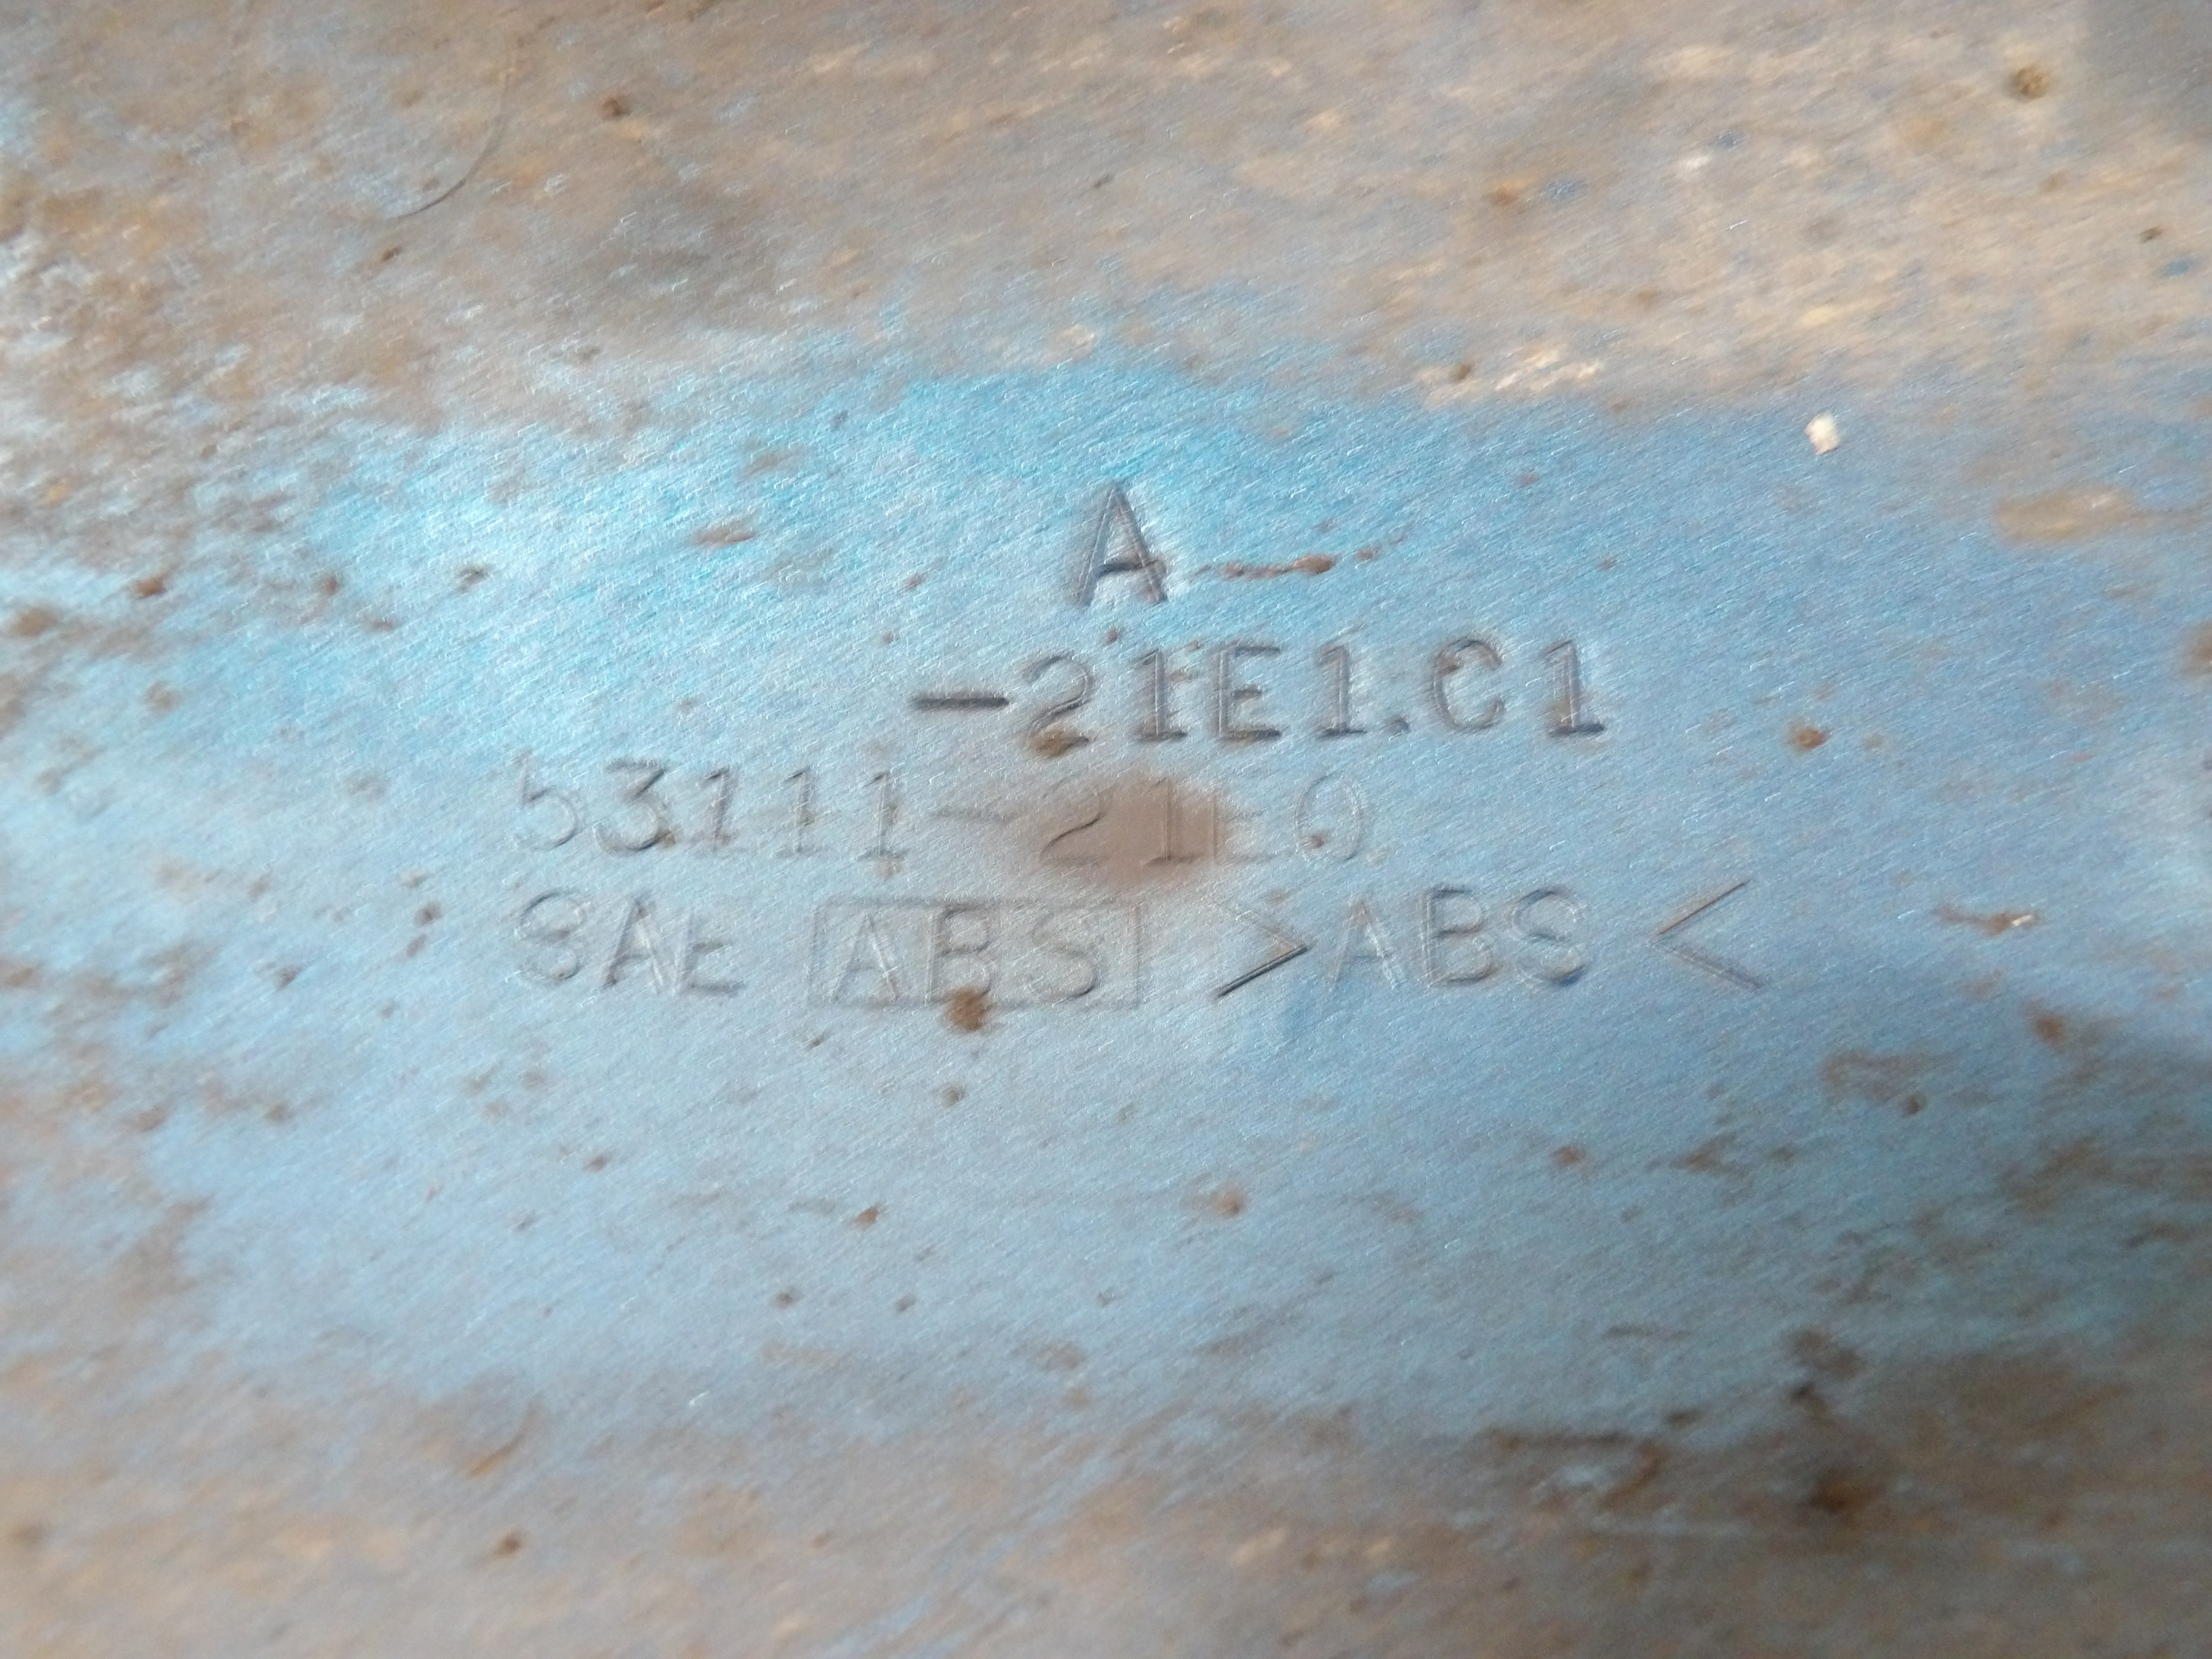 A
-21E1.C1
53111-21E0
SAE ABS >ABS<